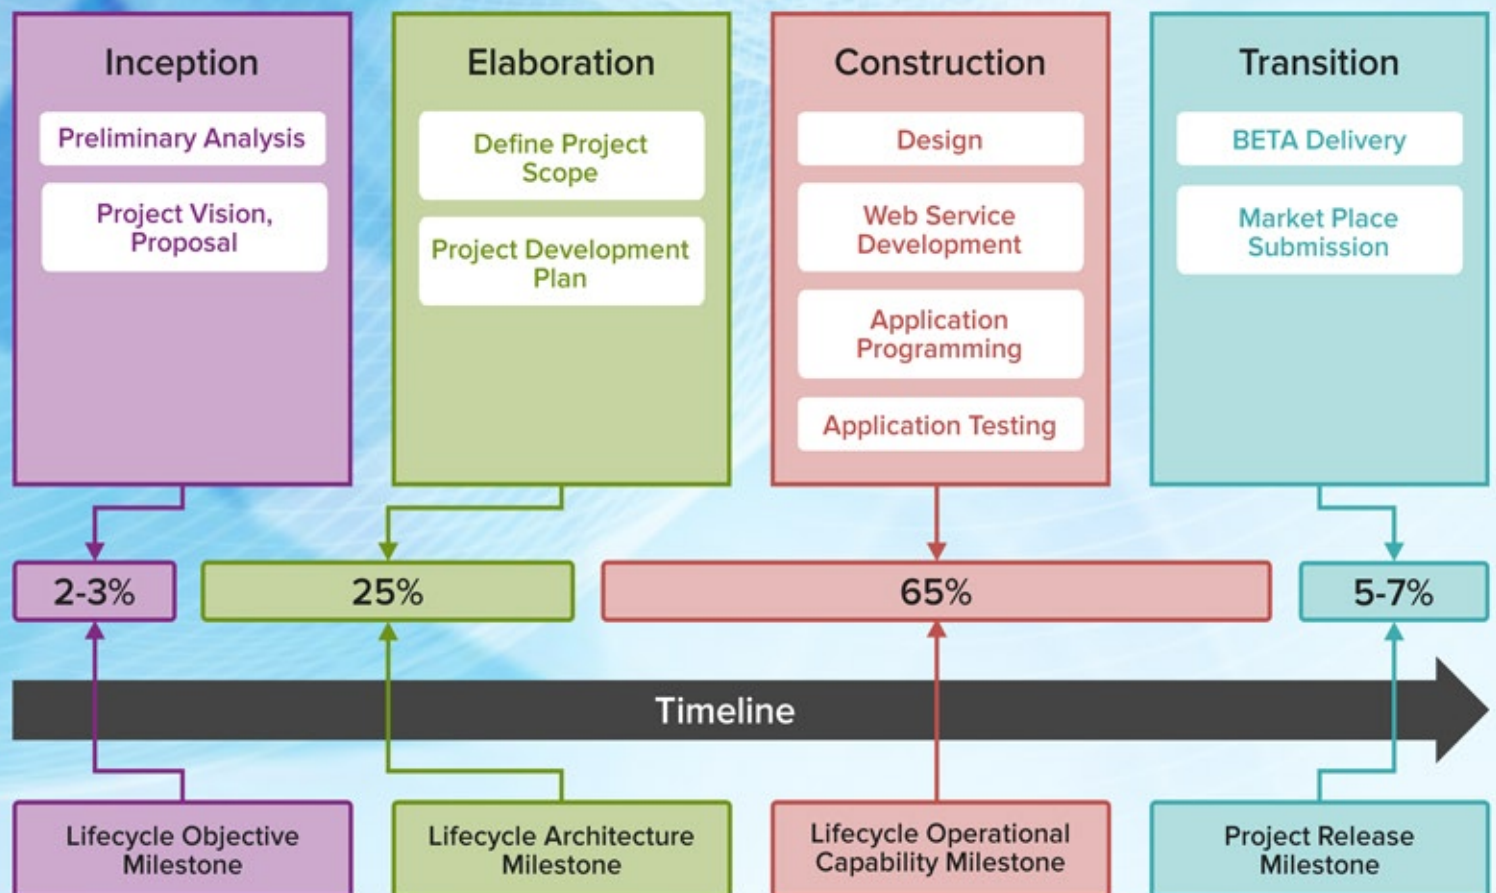 Inception
Preliminary Analysis
Project Vision,
Proposal
Elaboration
Define Project
Scope
Project Development
Plan
Construction
Design
Web Service
Development
Application
Programming
Application Testing
Transition
BETA Delivery
Market Place
Submission
2-3%
25%
65%
5-7%
Timeline
Lifecycle Objective
Milestone
Lifecycle Architecture
Milestone
Lifecycle Operational
Capability Milestone
Project Release
Milestone